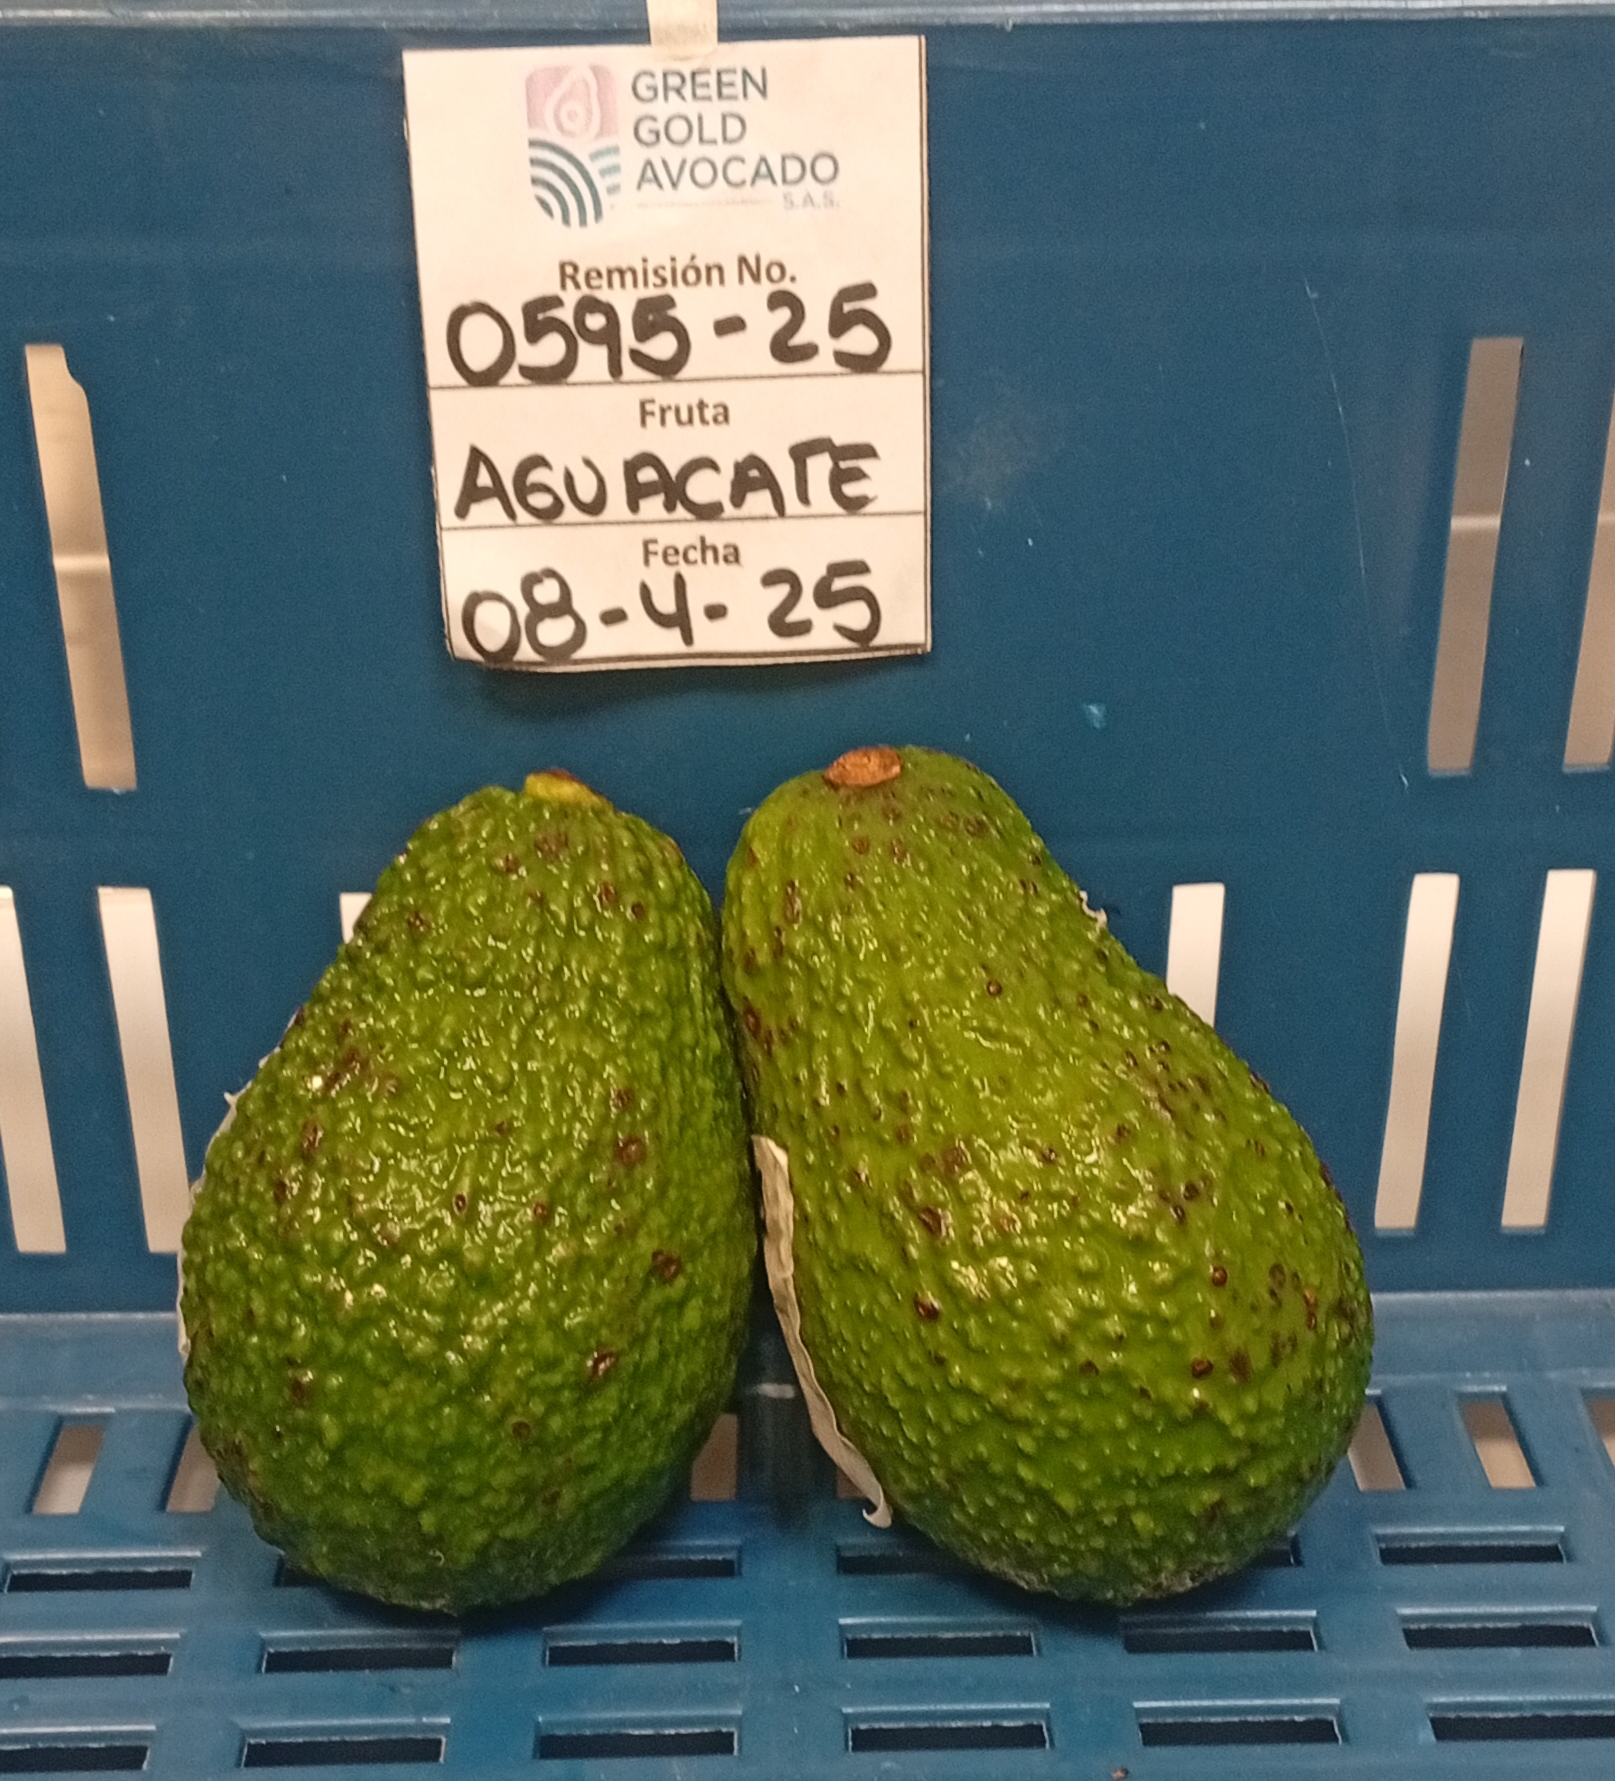 GREEN
GOLD
AVOCADO
S.A.S.
Remisión No.
0595-25
Fruta
AGUACATE
Fecha
08-4-25